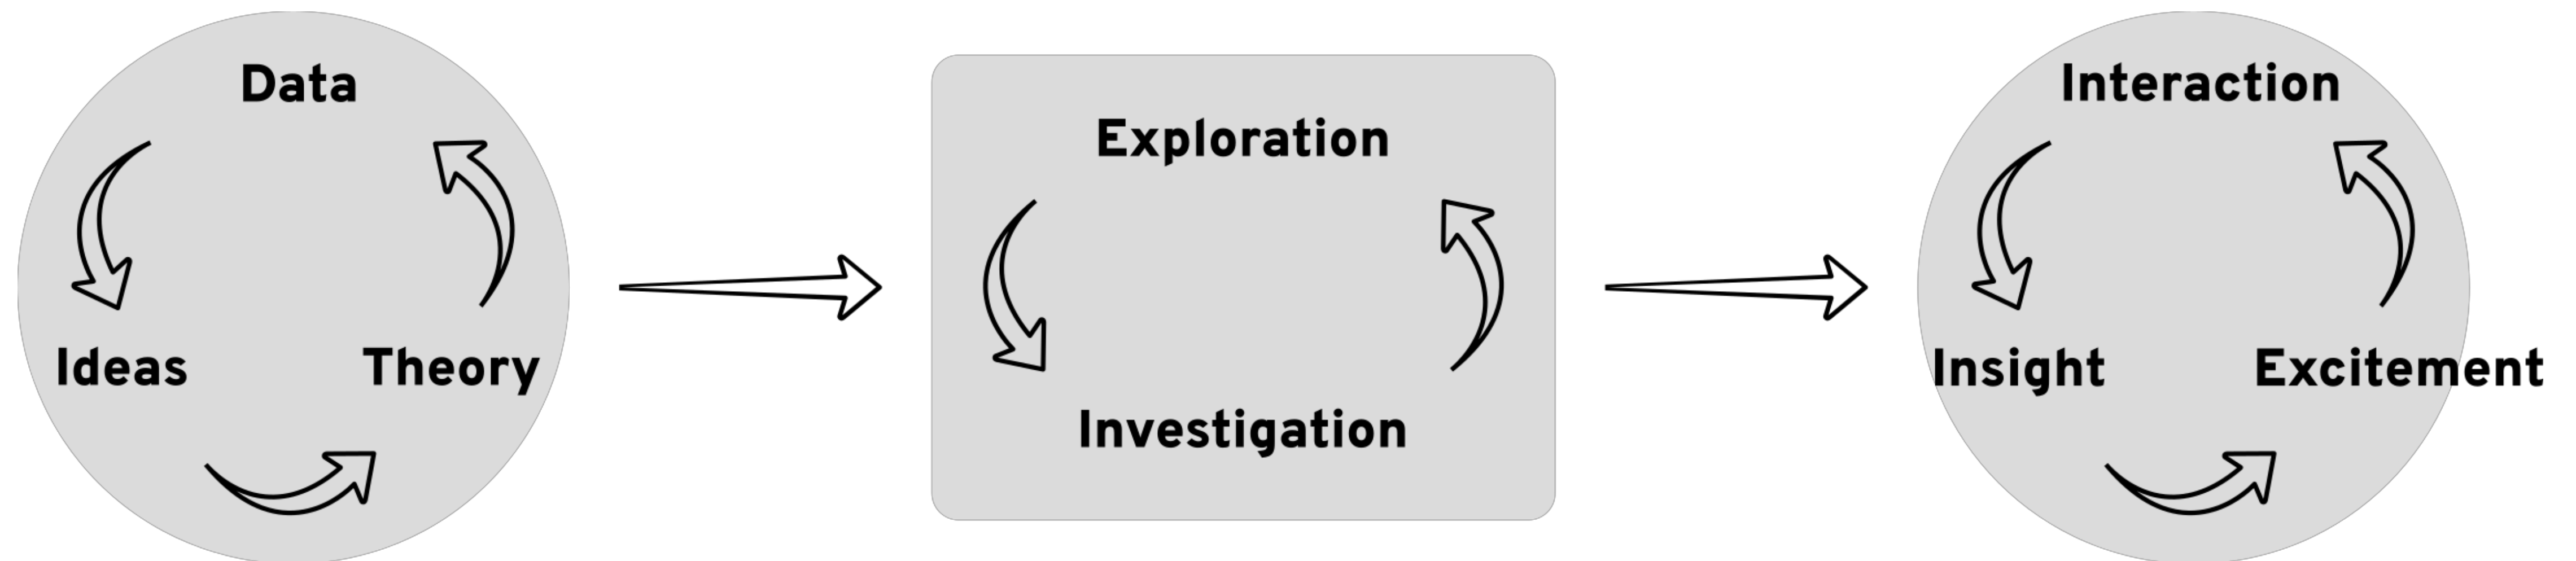 Data
Ideas
Theory
Exploration
Investigation
Interaction
Insight
Excitement